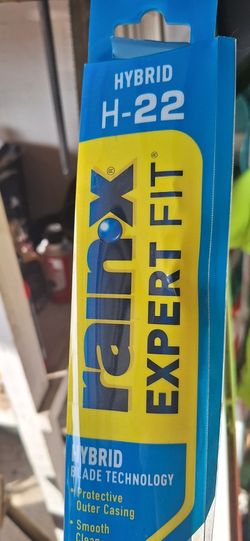 HYBRID
H-22
rain-x®
EXPERT FIT®
HYBRID
BLADE TECHNOLOGY
• Protective
Outer Casing
• Smooth